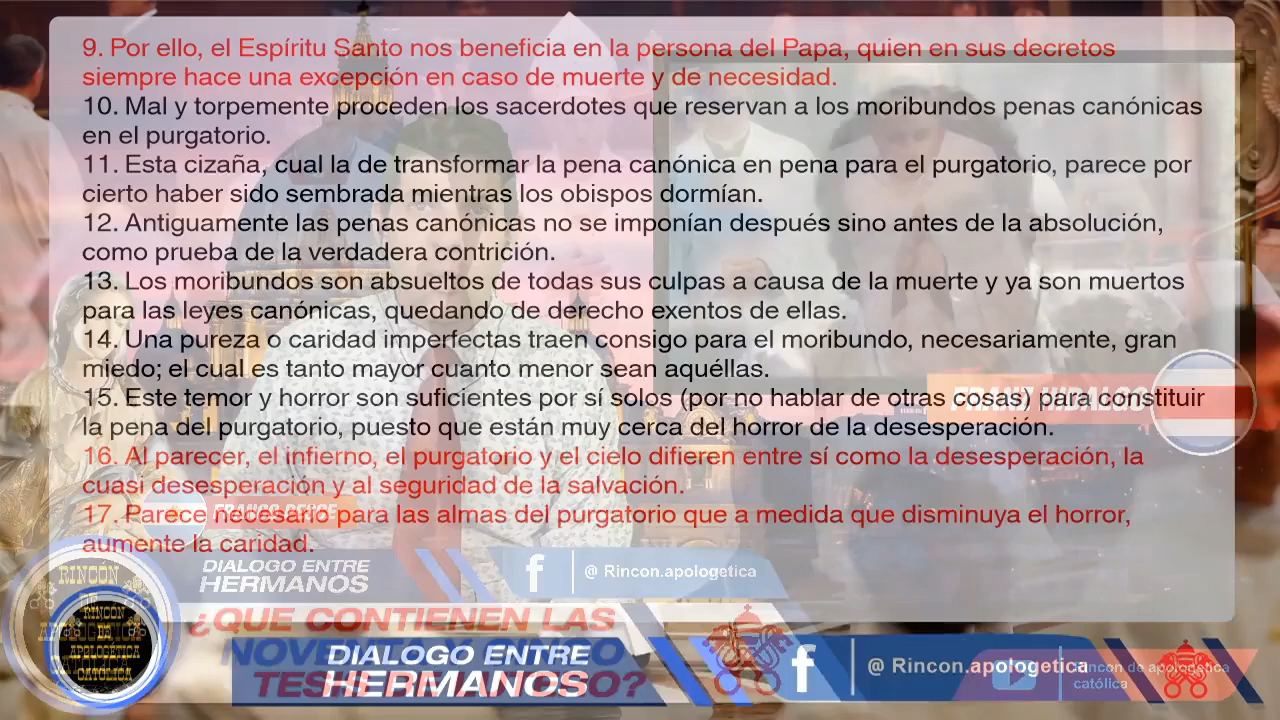 9. Por ello, el Espíritu Santo nos beneficia en la persona del Papa, quien en sus decretos
siempre hace una excepción en caso de muerte y de necesidad.
10. Mal y torpemente proceden los sacerdotes que reservan a los moribundos penas canónicas
en el purgatorio.
11. Esta cizaña, cual la de transformar la pena canónica en pena para el purgatorio, parece por
cierto haber sido sembrada mientras los obispos dormían.
12. Antiguamente las penas canónicas no se imponían después sino antes de la absolución,
como prueba de la verdadera contrición.
13. Los moribundos son absueltos de todas sus culpas a causa de la muerte y ya son muertos
para las leyes canónicas, quedando de derecho exentos de ellas.
14. Una pureza o caridad imperfectas traen consigo para el moribundo, necesariamente, gran
miedo; el cual es tanto mayor cuanto menor sean aquéllas.
15. Este temor y horror son suficientes por sí solos (por no hablar de otras cosas) para constituir
la pena del purgatorio, puesto que están muy cerca del horror de la desesperación.
16. Al parecer, el infierno, el purgatorio y el cielo difieren entre sí como la desesperación, la
cuasi desesperación y al seguridad de la salvación.
17. Parece necesario para las almas del purgatorio que a medida que disminuya el horror,
aumente la caridad.
FRANZ HIDALGO
DIALOGO ENTRE
HERMANOS
@ Rincon.apologetica
RINCÓN
DE
APOLOGÉTICA
CATÓLICA
¿QUE CONTIENEN LAS
TESIS
DIALOGO ENTRE
HERMANOS
@ Rincon.apologetica
Rincon de apologetica
católica